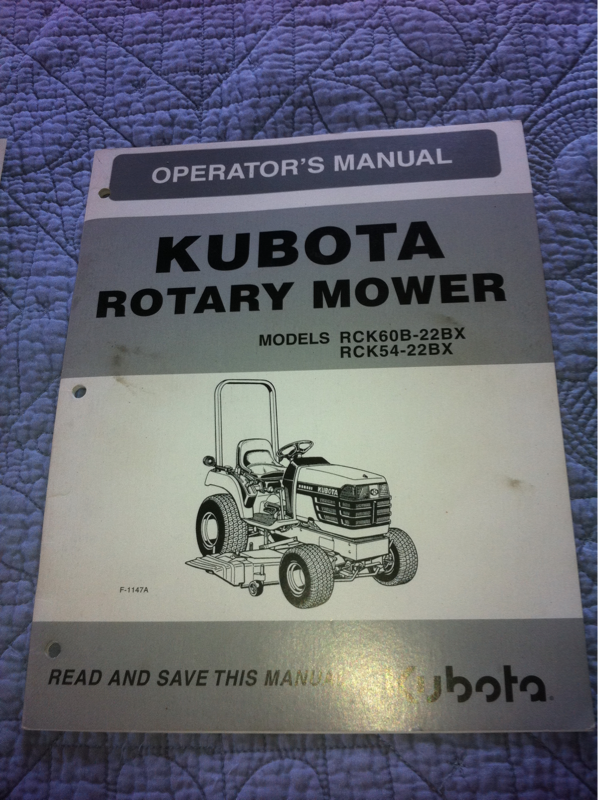 OPERATOR'S MANUAL
KUBOTA
ROTARY MOWER
MODELS RCK60B-22BX
RCK54-22BX
KUBOTA
F-1147A
READ AND SAVE THIS MANUAL
Kubota